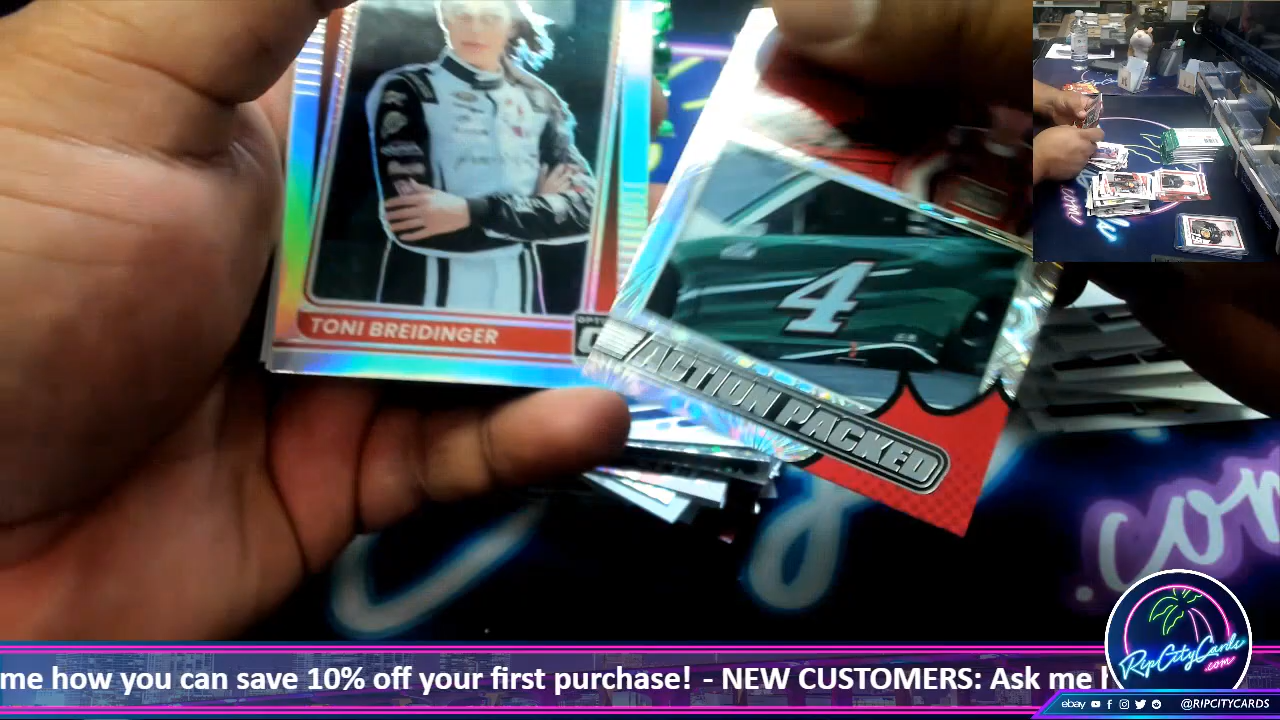 TONI BREIDINGER
4
ACTION PACKED
.com
RipCityCards
.com
me how you can save 10% off your first purchase! - NEW CUSTOMERS: Ask me h
ebay @RIPCITYCARDS